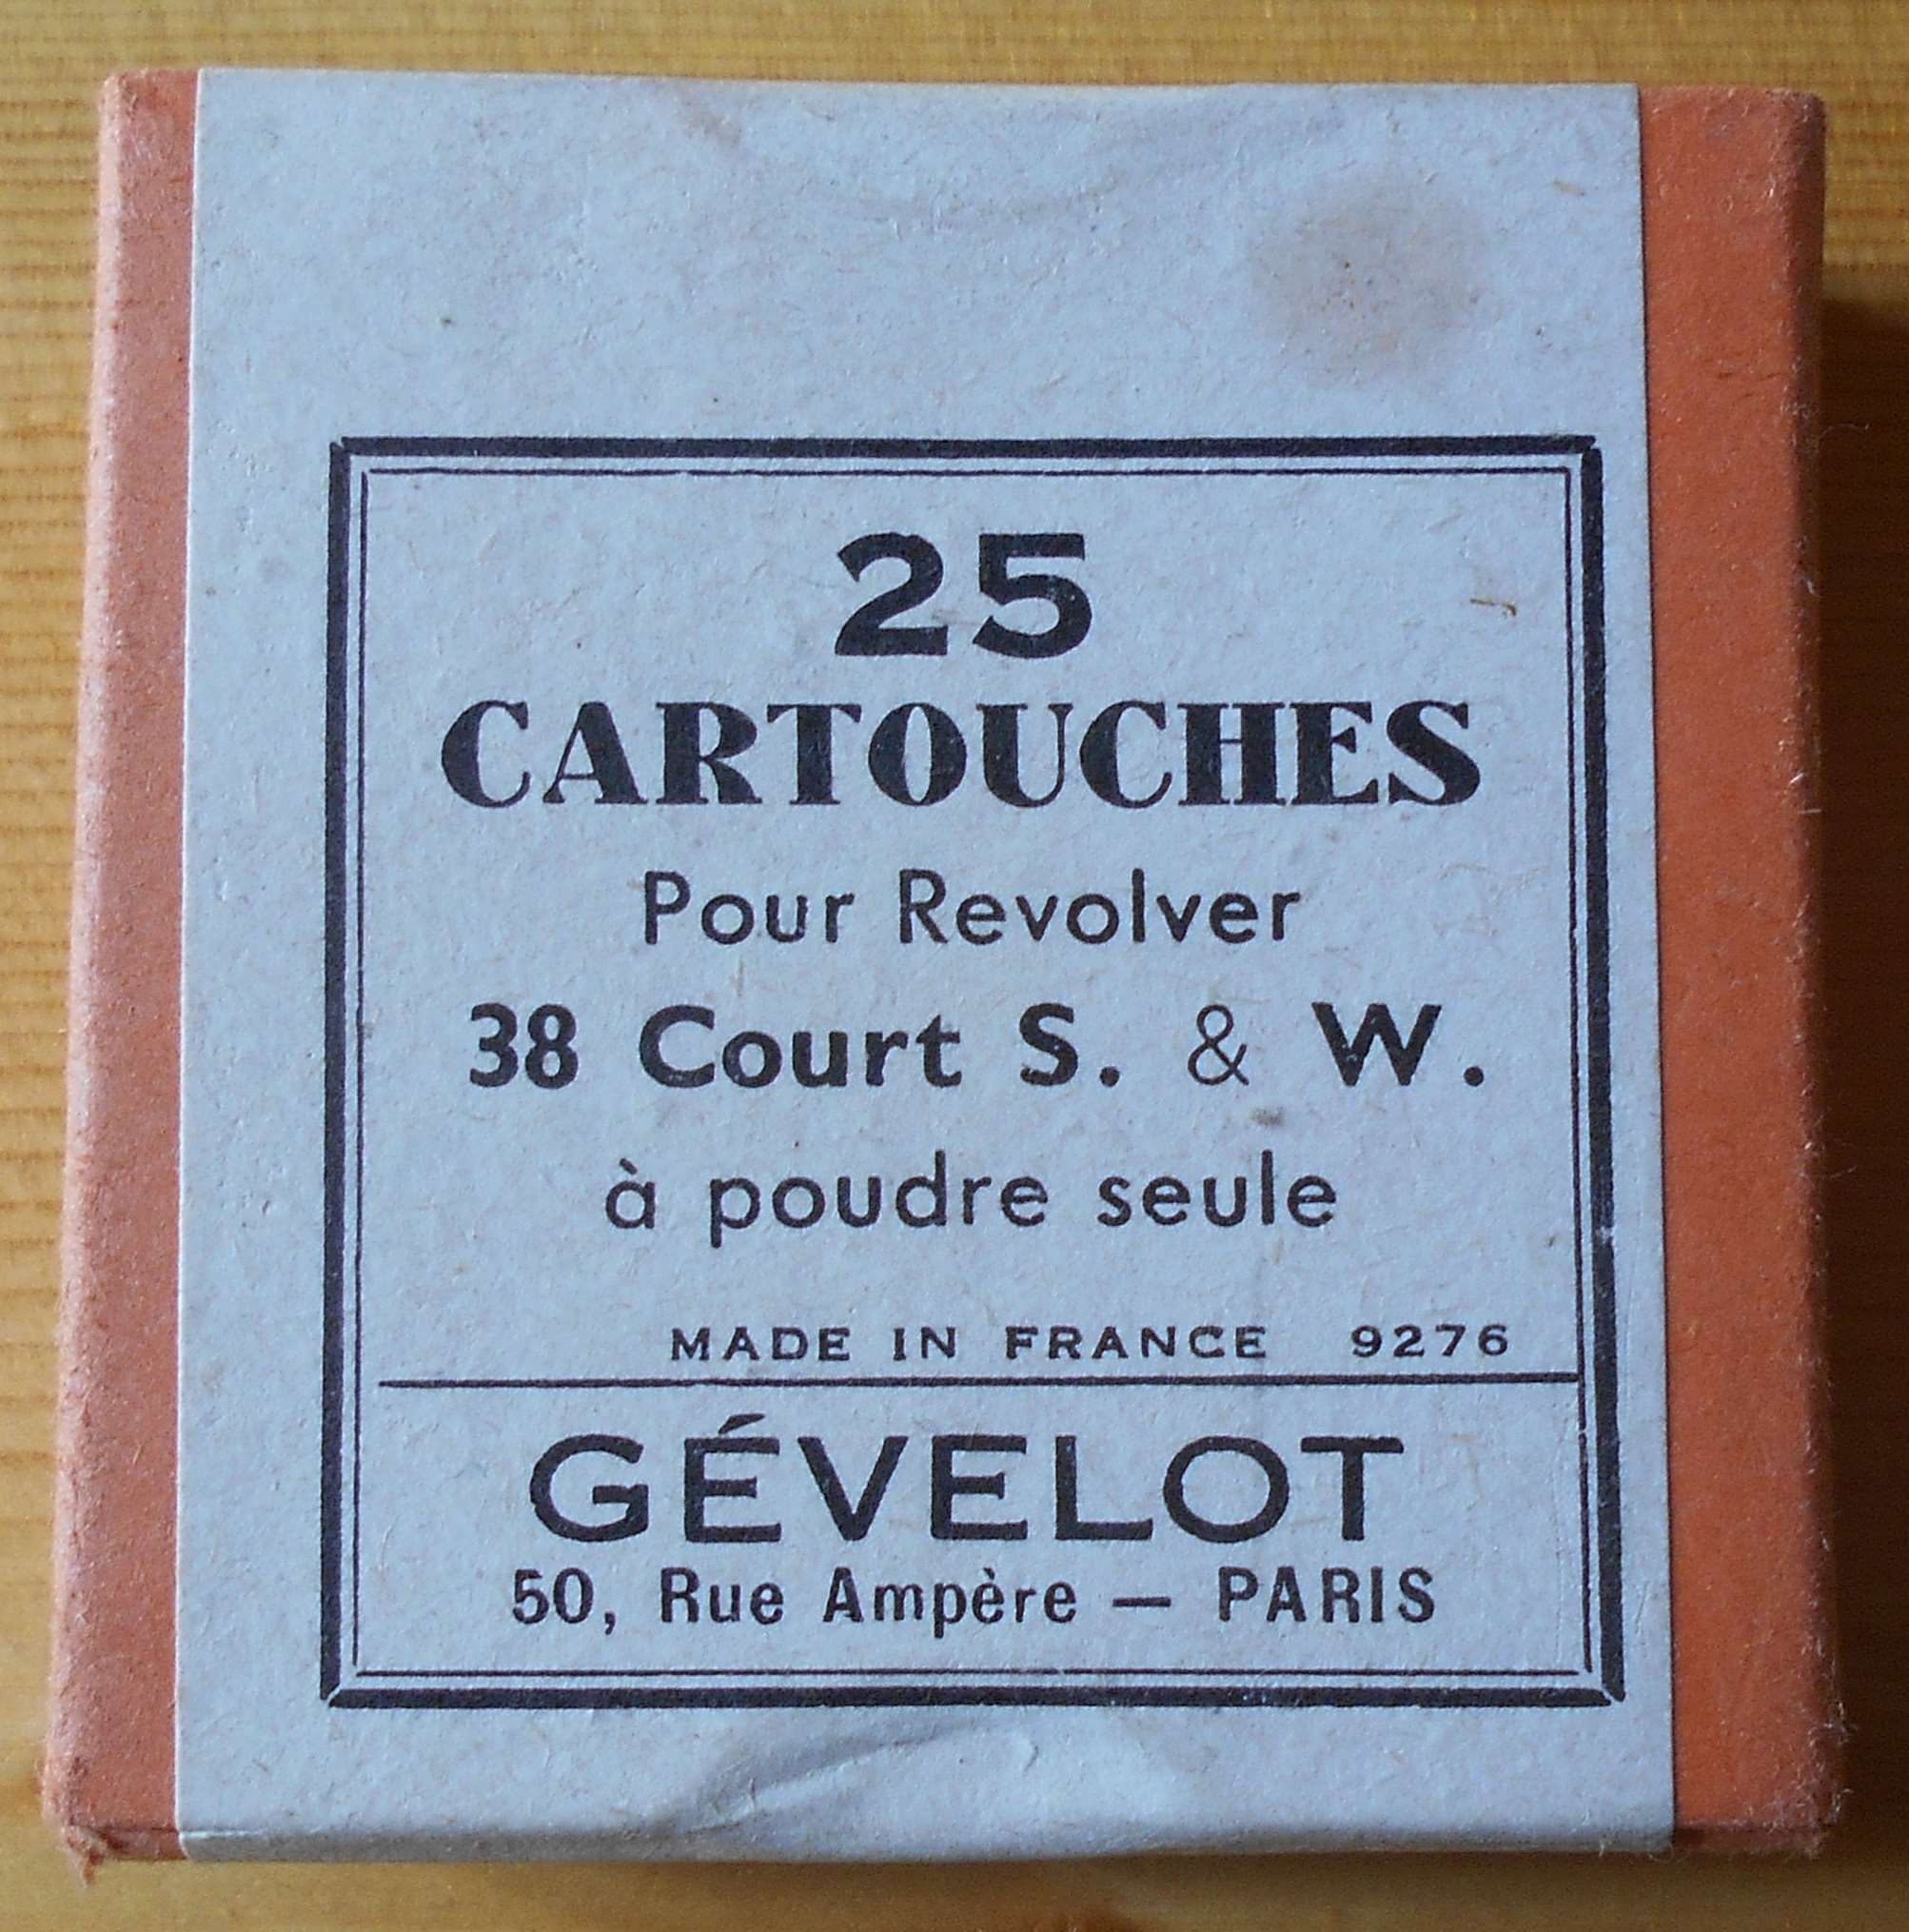 25
CARTOUCHES
Pour Revolver
38 Court S. & W.
à poudre seule
MADE IN FRANCE 9276
GÉVELOT
50, Rue Ampère — PARIS